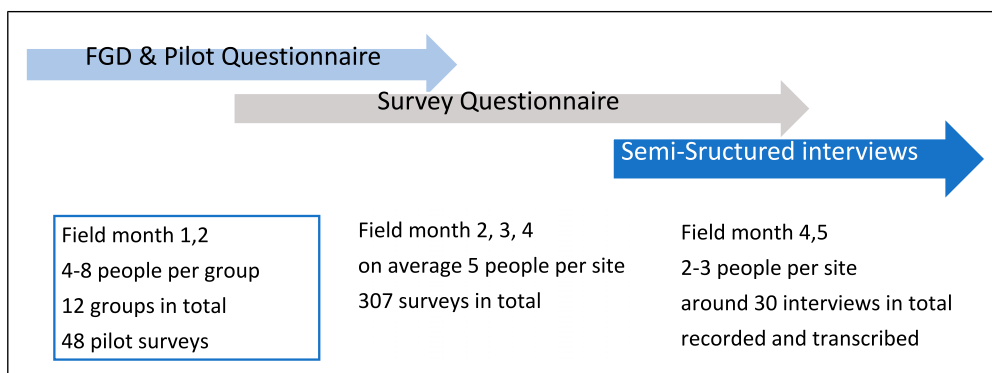 FGD & Pilot Questionnaire
Survey Questionnaire
Semi-Sructured interviews
Field month 1,2
4-8 people per group
12 groups in total
48 pilot surveys
Field month 2, 3, 4
on average 5 people per site
307 surveys in total
Field month 4,5
2-3 people per site
around 30 interviews in total
recorded and transcribed